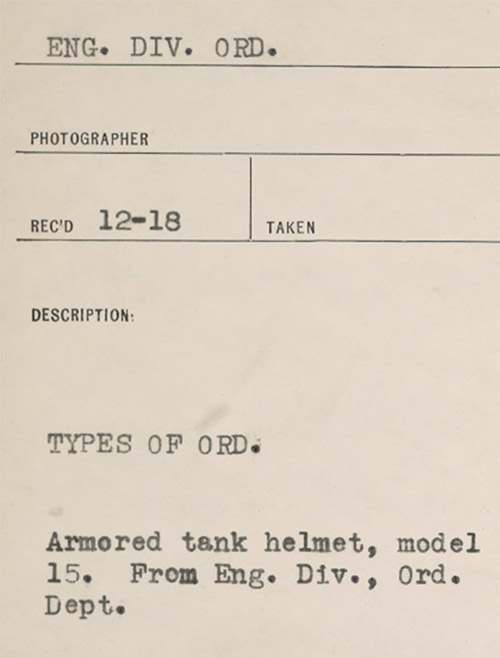 ENG. DIV. ORD.
PHOTOGRAPHER
REC'D 12-18 TAKEN
DESCRIPTION:
TYPES OF ORD.
Armored tank helmet, model
15. From Eng. Div., Ord.
Dept.